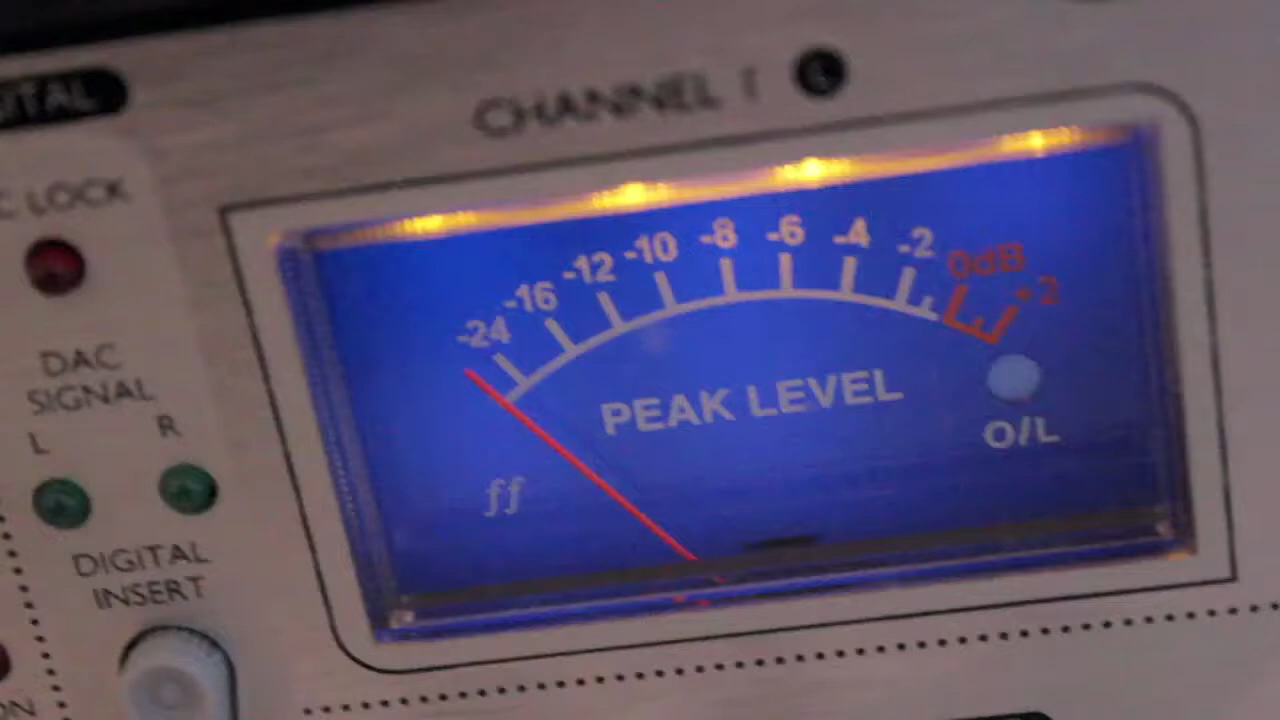 CHANNEL 1 L
C LOCK
DAC
SIGNAL
L R
DIGITAL
INSERT
-24 -16 -12 -10 -8 -6 -4 -2 0dB +2
PEAK LEVEL
O/L
ff